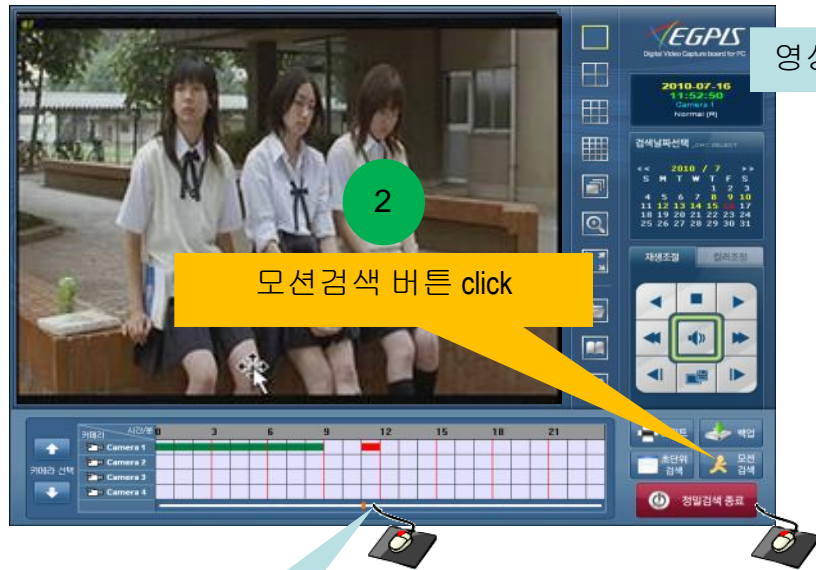 EGPIS
Digital Video Capture board for PC
영상
2010-07-16
11:52:50
Camera 1
Normal [R]
검색날짜선택
<< 2010 / 7 >>
S M T W T F S
1 2 3
4 5 6 7 8 9 10
11 12 13 14 15 16 17
18 19 20 21 22 23 24
25 26 27 28 29 30 31
2
모션검색 버튼 click
재생조절 컬러조정
카메라 시간/분 0 3 6 9 12 15 18 21
Camera 1
Camera 2
Camera 3
Camera 4
카메라 선택
백업
초단위 검색
모션 검색
정밀검색 종료